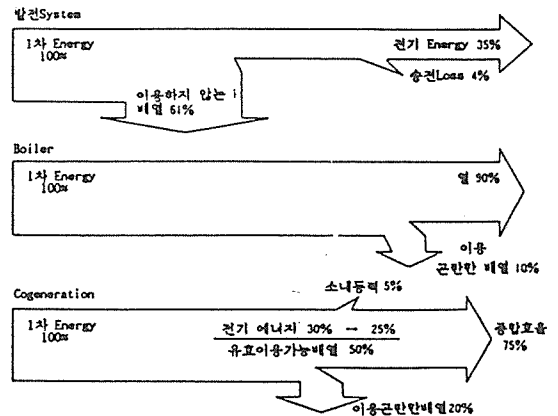 발전System
1차 Energy
100%
전기 Energy 35%
송전Loss 4%
이용하지 않는
배열 61%
Boiler
1차 Energy
100%
열 90%
이용
곤란한 배열 10%
Cogeneration
소내동력 5%
1차 Energy
100%
전기 에너지 30% → 25%
유효이용가능배열 50%
종합효율
75%
이용곤란한배열20%